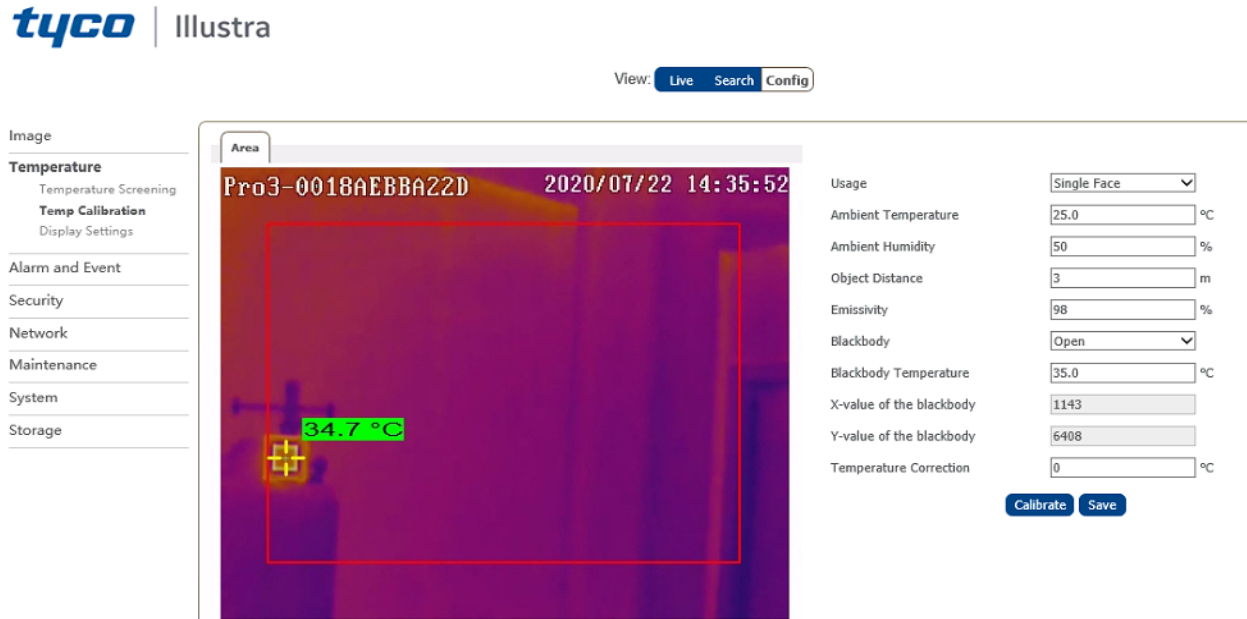 tyco | Illustra
View: Live Search Config
Image
Temperature
Temperature Screening
Temp Calibration
Display Settings
Alarm and Event
Security
Network
Maintenance
System
Storage
Area
Pro3-0018AEBBA22D 2020/07/22 14:35:52
34.7 °C
Usage Single Face
Ambient Temperature 25.0 °C
Ambient Humidity 50 %
Object Distance 3 m
Emissivity 98 %
Blackbody Open
Blackbody Temperature 35.0 °C
X-value of the blackbody 1143
Y-value of the blackbody 6408
Temperature Correction 0 °C
Calibrate Save